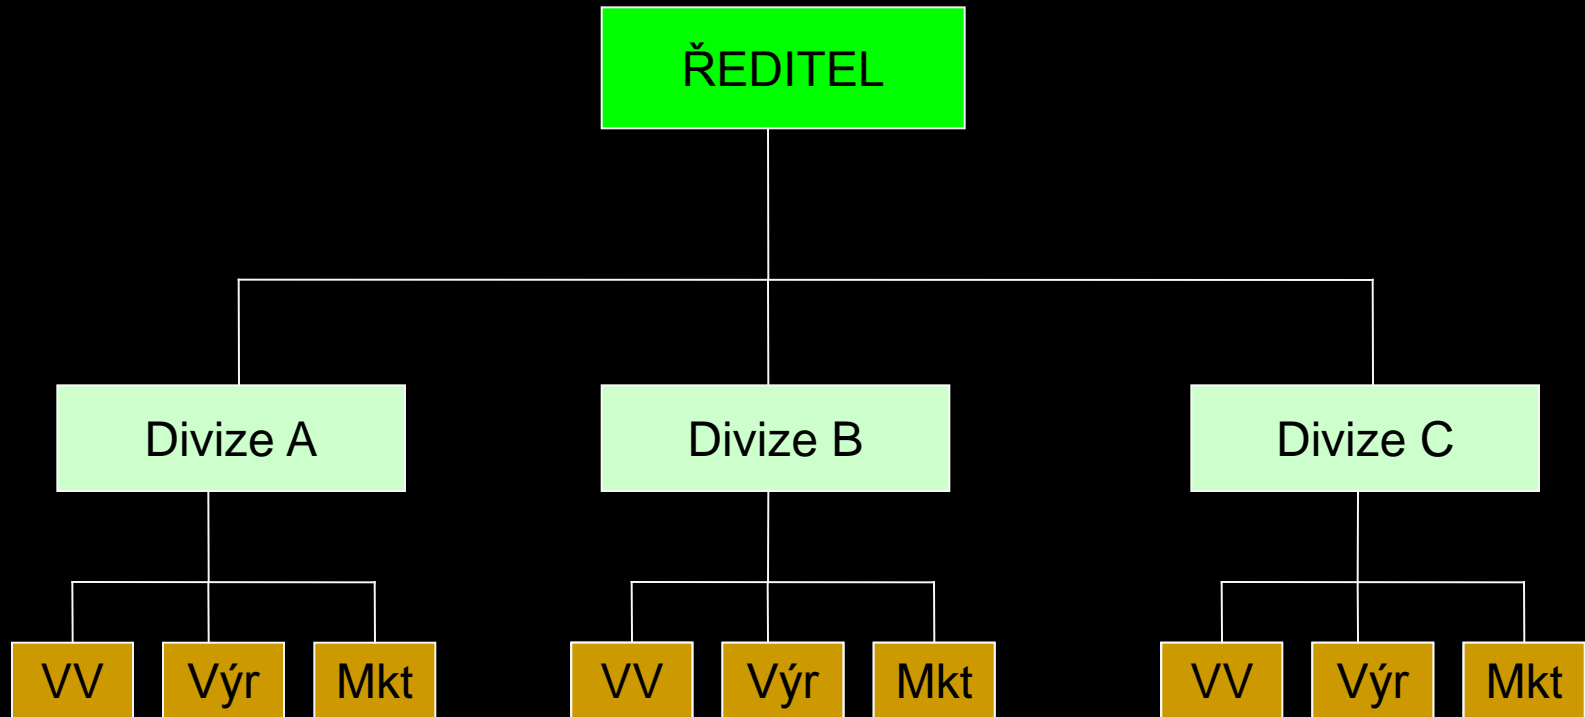 ŘEDITEL
Divize A
Divize B
Divize C
VV
Výr
Mkt
VV
Výr
Mkt
VV
Výr
Mkt